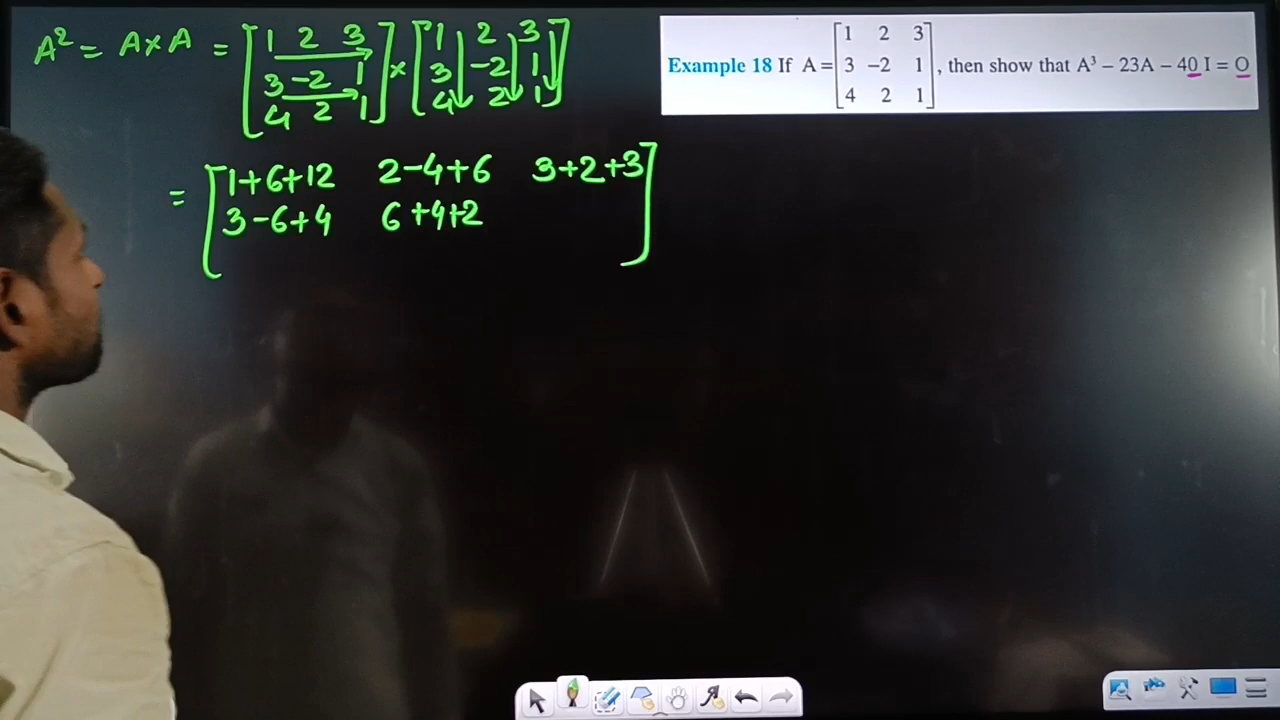 A² = A×A = [1 2 3 3 -2 1 4 2 1] × [1 2 3 3 -2 1 4 2 1]
= [1+6+12 2-4+6 3+2+3
3-6+4 6+4+2]
Example 18 If A = [1 2 3 3 −2 1 4 2 1], then show that A³ – 23A – 40 I = O